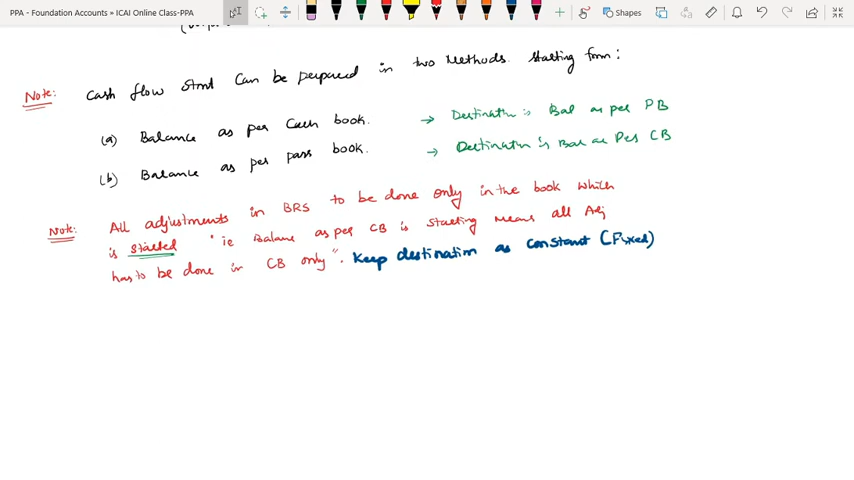 PPA - Foundation Accounts » ICAI Online Class-PPA
Shapes
Note: Cash flow stmt can be prepared in two Methods. Starting form:
(a) Balance as per Cash book. → Destination is Bal as per PB
(b) Balance as per pass book. → Destination is Bal as Per CB
Note: All adjustments in BRS to be done only in the book which
is started "ie Balance as per CB is starting Means all Adj
has to be done in CB only". Keep destination as constant (Fixed)